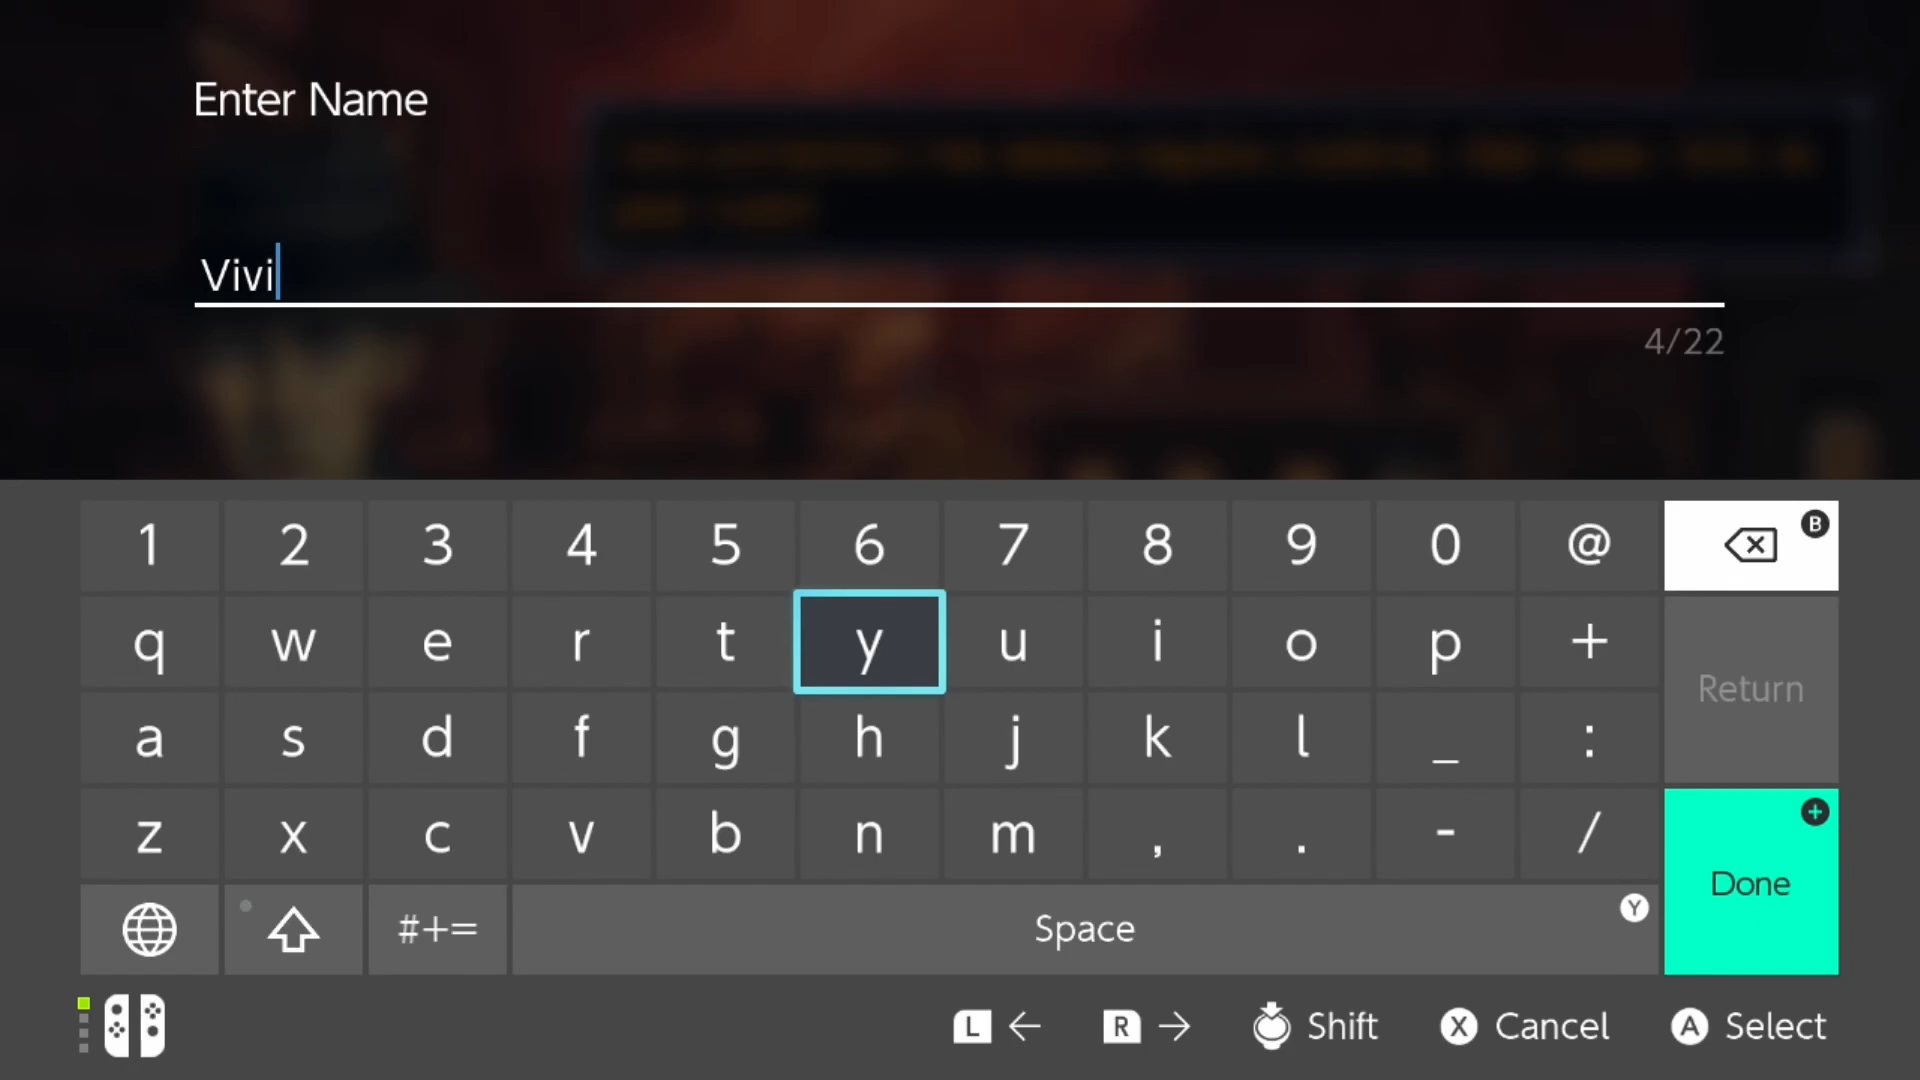 Enter Name
Vivi
4/22
1 2 3 4 5 6 7 8 9 0 @ B
q w e r t y u i o p +
Return
a s d f g h j k l _ :
z x c v b n m , . - /
+
Done
#+= Space Y
L ← R → Shift X Cancel A Select